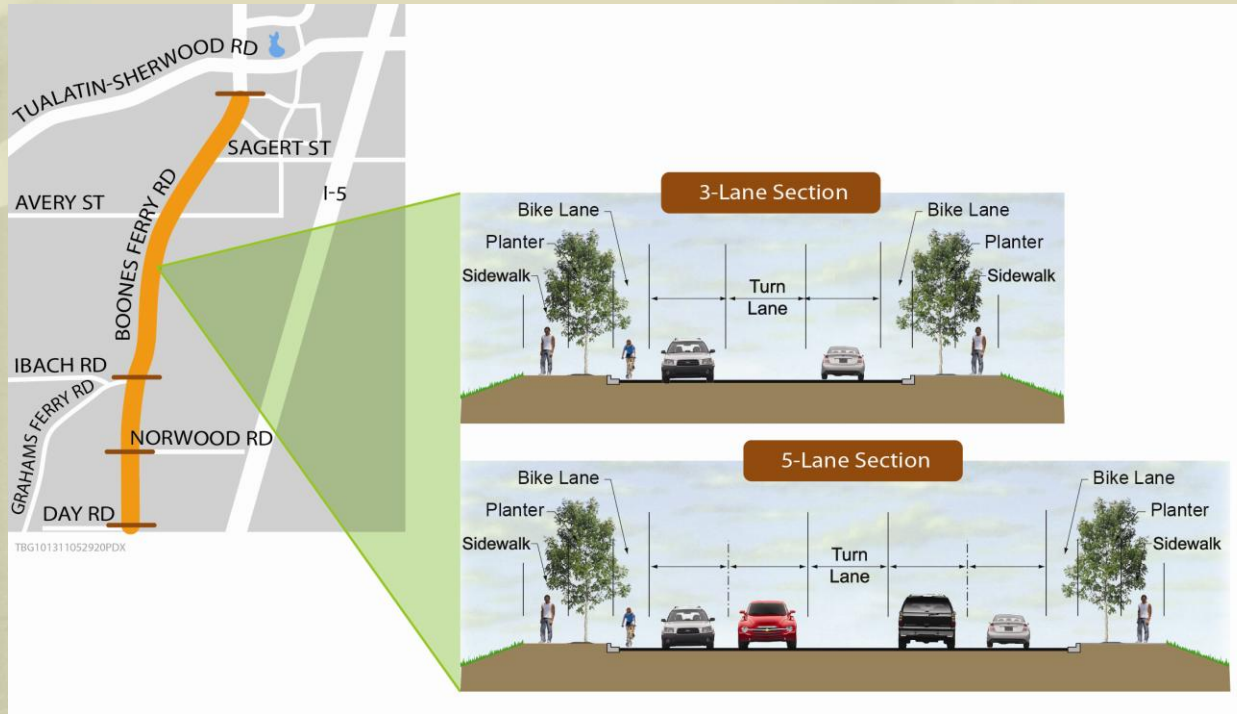 TUALATIN-SHERWOOD RD
SAGERT ST
I-5
AVERY ST
BOONES FERRY RD
IBACH RD
GRAHAMS FERRY RD
NORWOOD RD
DAY RD
TBG101311052920PDX
3-Lane Section
Bike Lane
Planter
Sidewalk
Turn
Lane
Bike Lane
Planter
Sidewalk
5-Lane Section
Bike Lane
Planter
Sidewalk
Turn
Lane
Bike Lane
Planter
Sidewalk